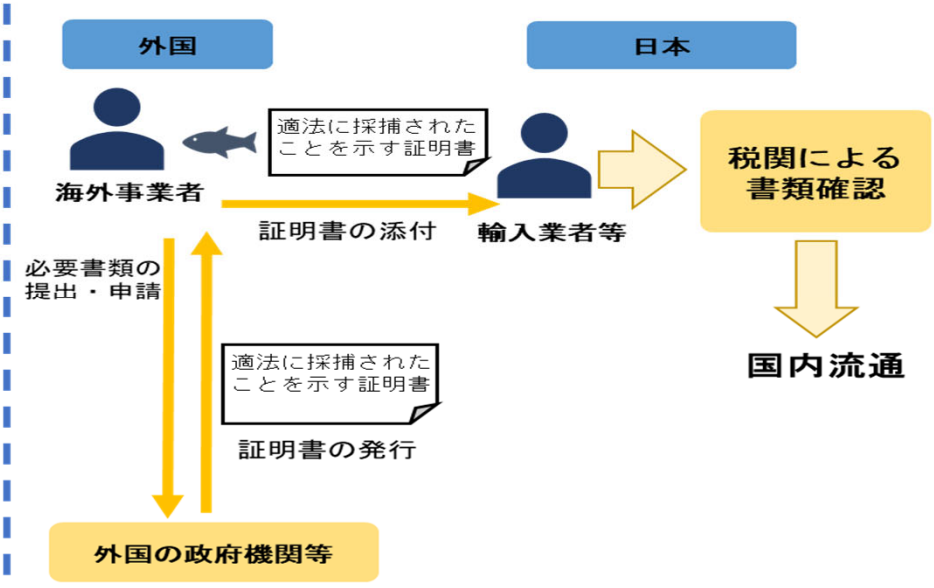 外国
日本
適法に採捕された
ことを示す証明書
海外事業者
証明書の添付
輸入業者等
税関による
書類確認
必要書類の
提出・申請
適法に採捕された
ことを示す証明書
証明書の発行
国内流通
外国の政府機関等